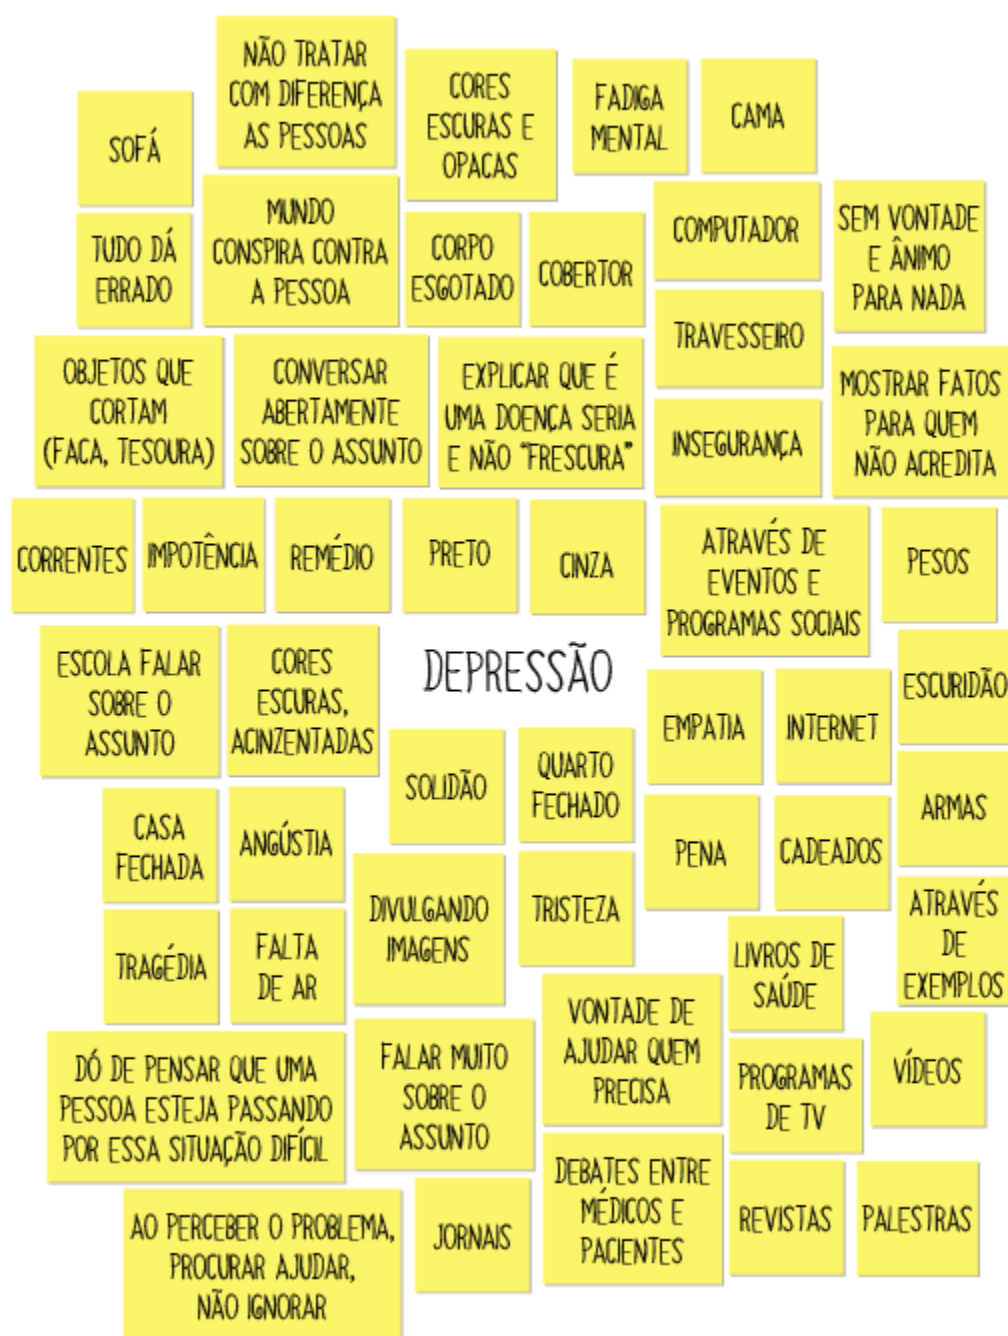 NÃO TRATAR
COM DIFERENÇA
AS PESSOAS
CORES
ESCURAS E
OPACAS
FADIGA
MENTAL
CAMA
SOFÁ
TUDO DÁ
ERRADO
MUNDO
CONSPIRA CONTRA
A PESSOA
CORPO
ESGOTADO
COBERTOR
COMPUTADOR
SEM VONTADE
E ÂNIMO
PARA NADA
TRAVESSEIRO
OBJETOS QUE
CORTAM
(FACA, TESOURA)
CONVERSAR
ABERTAMENTE
SOBRE O ASSUNTO
EXPLICAR QUE É
UMA DOENÇA SERIA
E NÃO "FRESCURA"
INSEGURANÇA
MOSTRAR FATOS
PARA QUEM
NÃO ACREDITA
CORRENTES
IMPOTÊNCIA
REMÉDIO
PRETO
CINZA
ATRAVÉS DE
EVENTOS E
PROGRAMAS SOCIAIS
PESOS
ESCOLA FALAR
SOBRE O
ASSUNTO
CORES
ESCURAS,
ACINZENTADAS
DEPRESSÃO
EMPATIA
INTERNET
ESCURIDÃO
SOLIDÃO
QUARTO
FECHADO
CASA
FECHADA
ANGÚSTIA
PENA
CADEADOS
ARMAS
DIVULGANDO
IMAGENS
TRISTEZA
TRAGÉDIA
FALTA
DE AR
LIVROS DE
SAÚDE
ATRAVÉS
DE
EXEMPLOS
DÓ DE PENSAR QUE UMA
PESSOA ESTEJA PASSANDO
POR ESSA SITUAÇÃO DIFÍCIL
FALAR MUITO
SOBRE O
ASSUNTO
VONTADE DE
AJUDAR QUEM
PRECISA
PROGRAMAS
DE TV
VÍDEOS
AO PERCEBER O PROBLEMA,
PROCURAR AJUDAR,
NÃO IGNORAR
JORNAIS
DEBATES ENTRE
MÉDICOS E
PACIENTES
REVISTAS
PALESTRAS